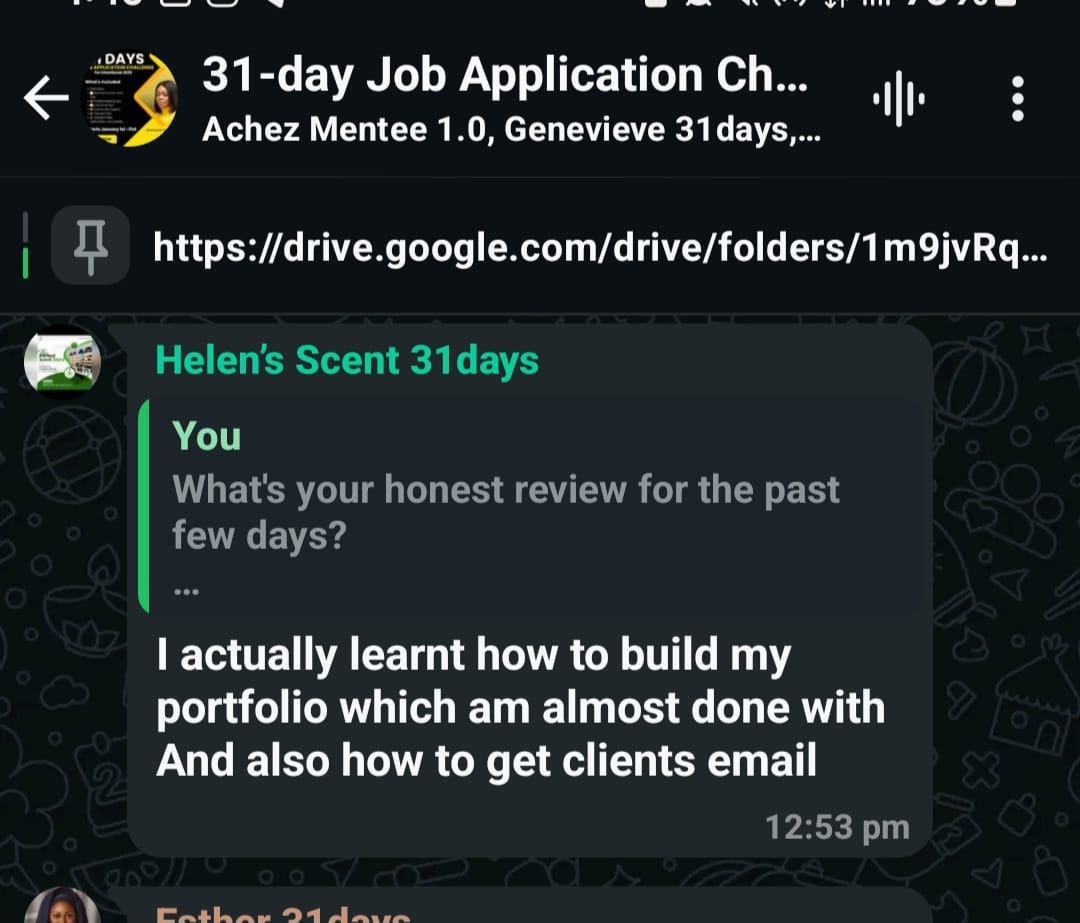 31-day Job Application Ch...
Achez Mentee 1.0, Genevieve 31days,...
https://drive.google.com/drive/folders/1m9jvRq...
Helen's Scent 31days
You
What's your honest review for the past
few days?
...
I actually learnt how to build my
portfolio which am almost done with
And also how to get clients email
12:53 pm
Esther 31days